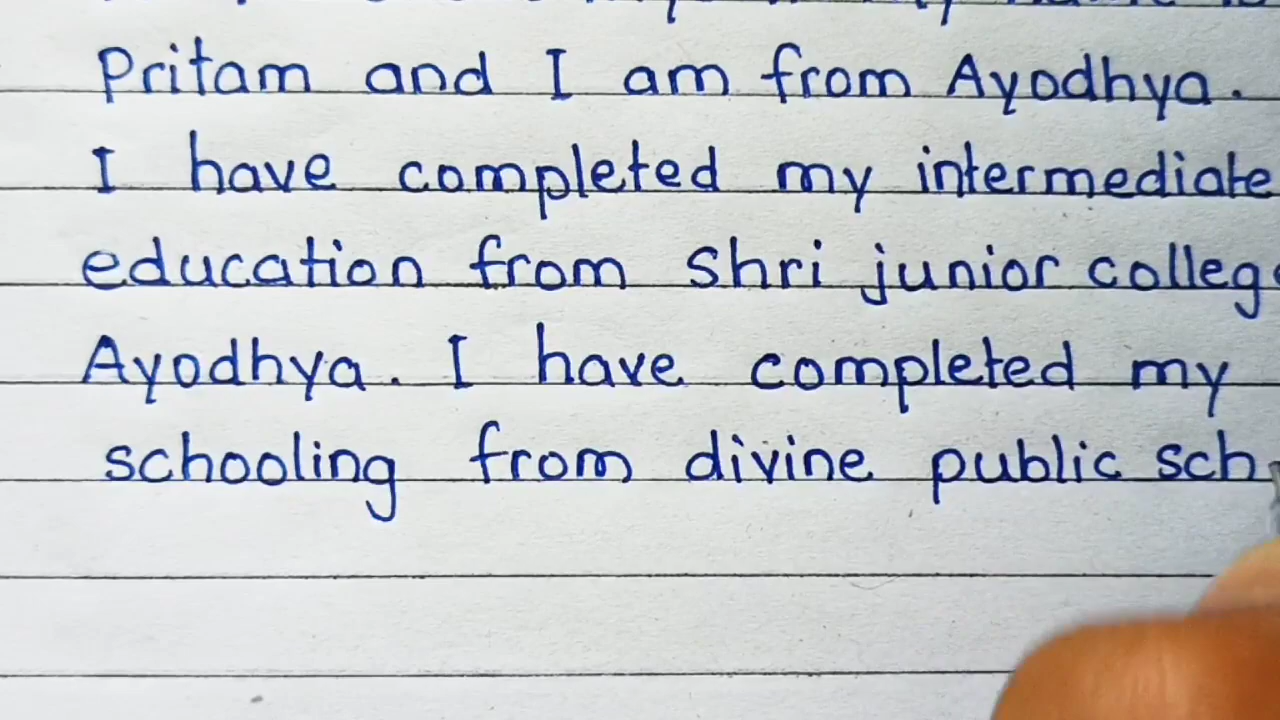 Pritam and I am from Ayodhya.
I have completed my intermediate
education from shri junior colleg
Ayodhya. I have completed my
schooling from divine public sch